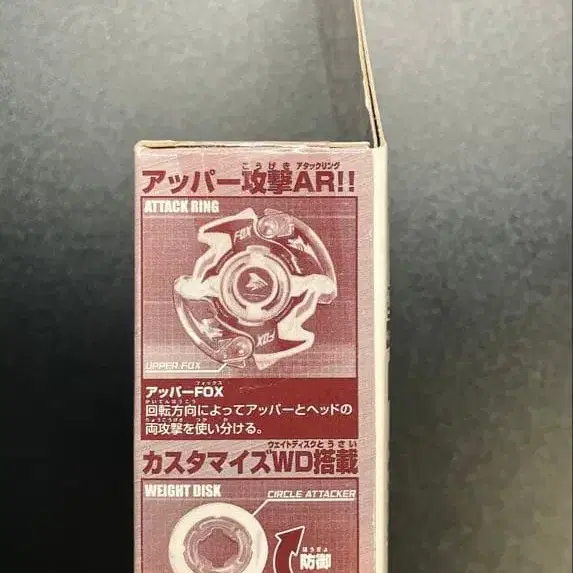 こうげき アタックリング
アッパー攻撃AR!!
ATTACK RING
FOX
FOX
UPPER FOX
フォックス
アッパーFOX
かいてんほうこう
回転方向によってアッパーとヘッドの
りょうこうげき つか わ
両攻撃を使い分ける。
ウェイトディスクとうさい
カスタマイズWD搭載
WEIGHT DISK
CIRCLE ATTACKER
ぼうぎょ
防御